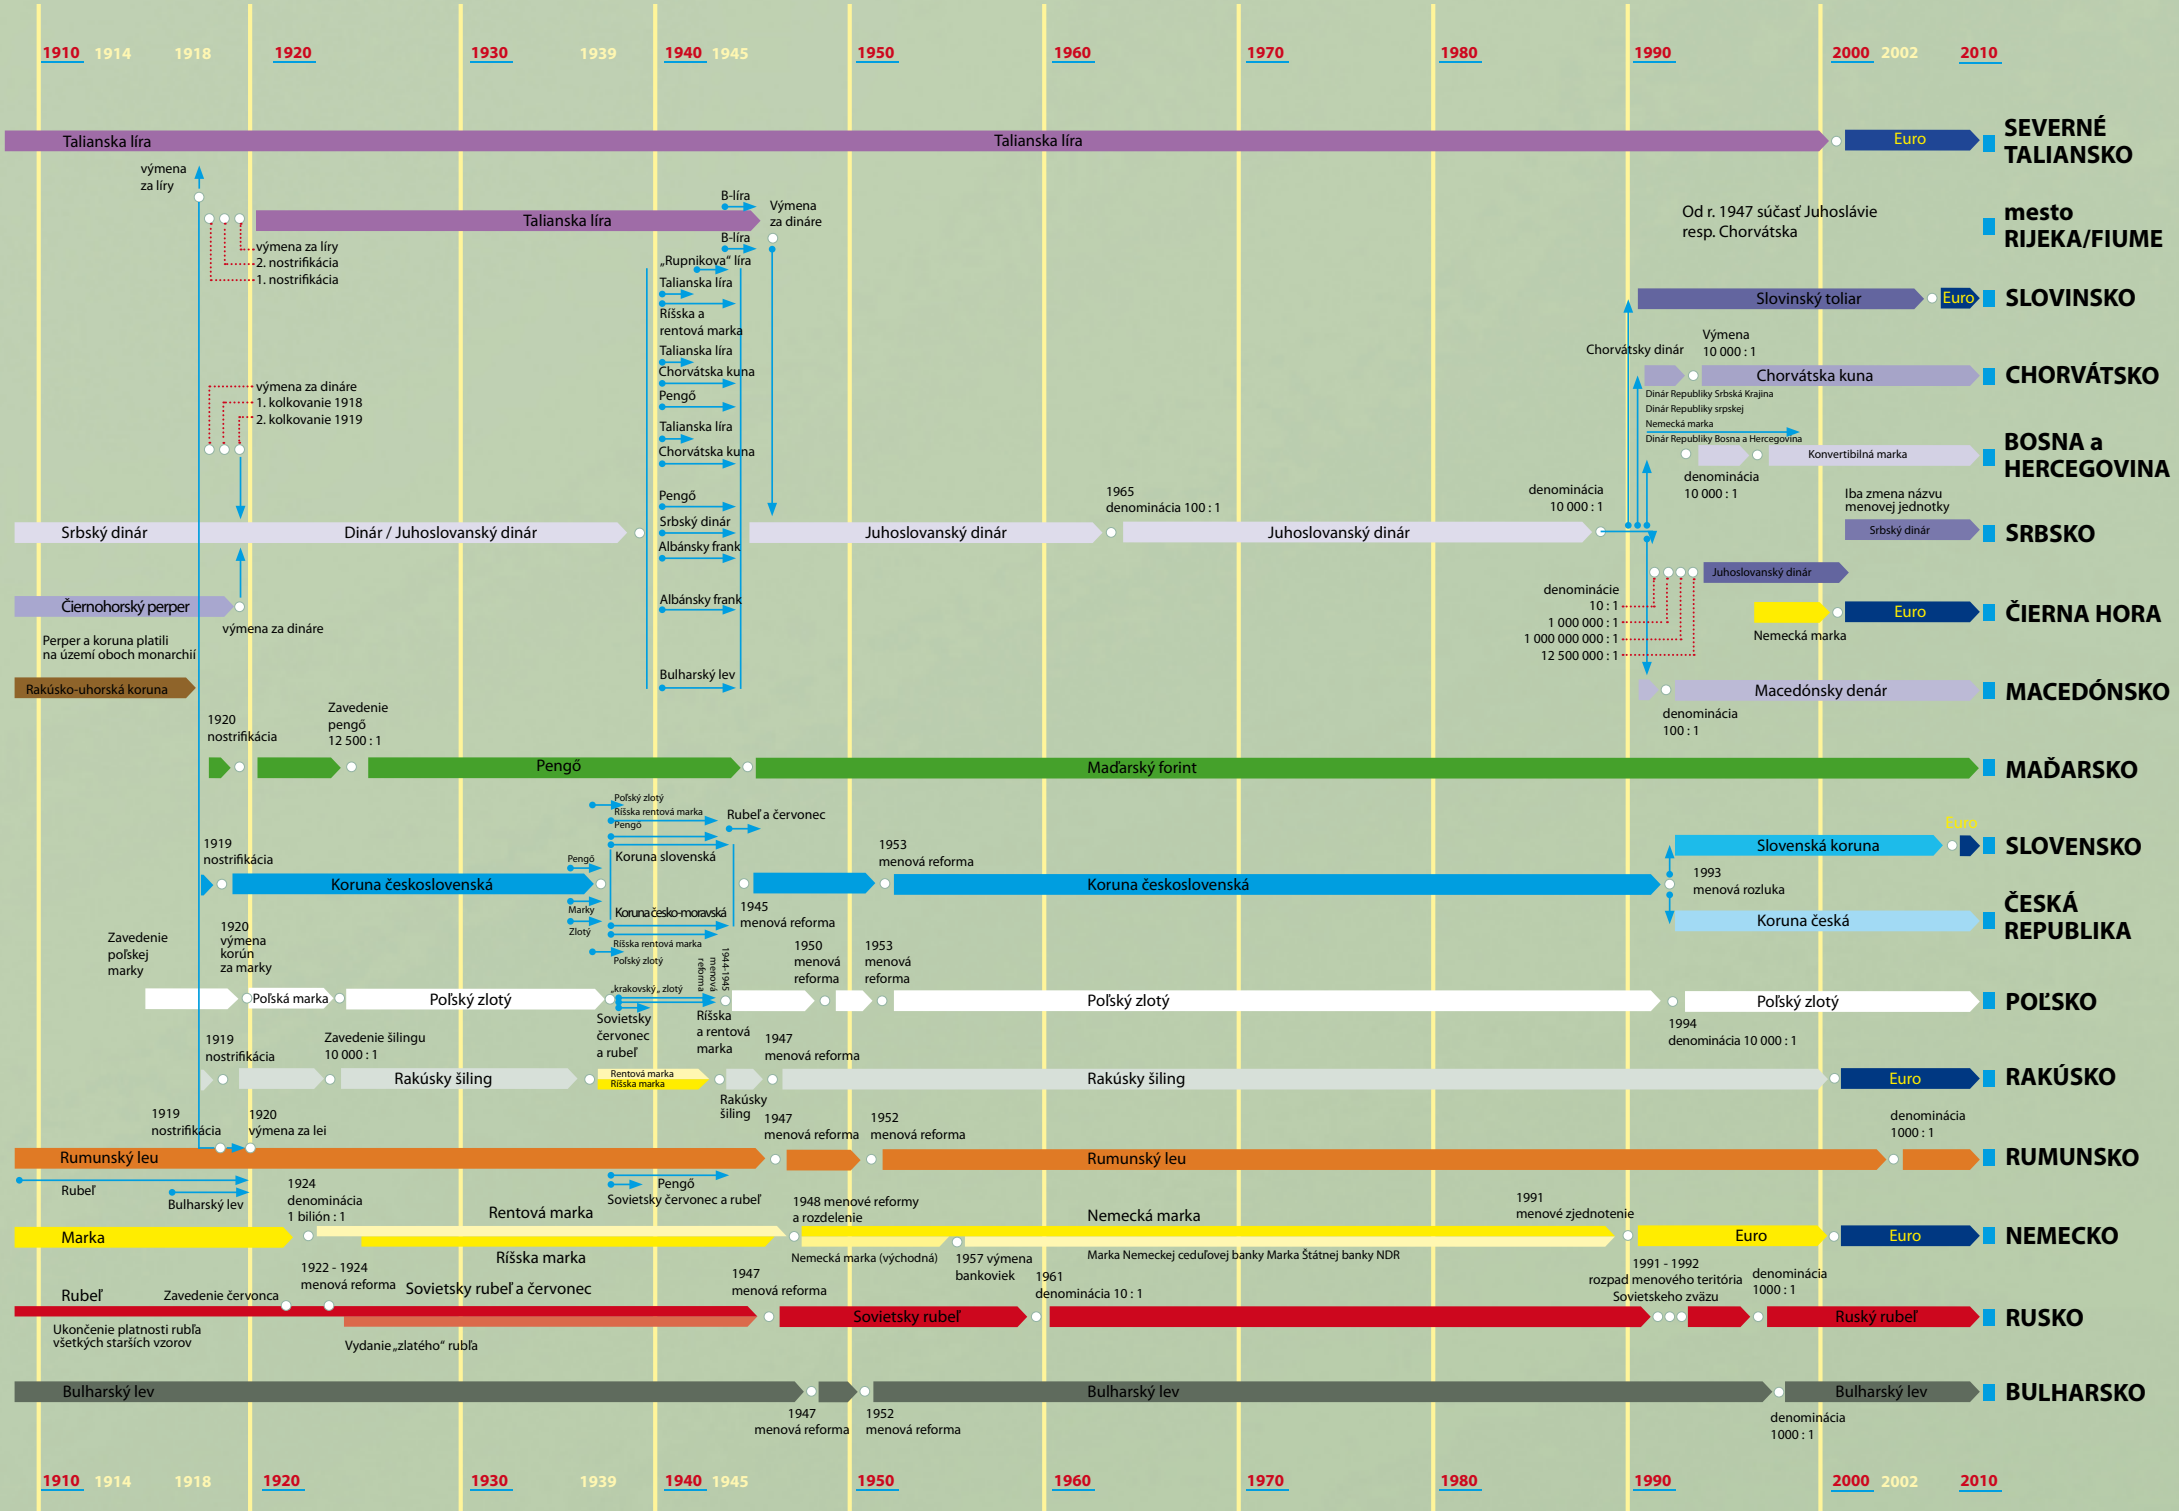 1910 1914 1918 1920 1930 1939 1940 1945 1950 1960 1970 1980 1990 2000 2002 2010
Talianska líra
Talianska líra
Euro
SEVERNÉ
TALIANSKO
výmena
za líry
B-líra
Talianska líra
Výmena
za dináre
B-líra
Od r. 1947 súčasť Juhoslávie
resp. Chorvátska
mesto
RIJEKA/FIUME
výmena za líry
2. nostrifikácia
1. nostrifikácia
„Rupnikova“ líra
Talianska líra
Ríšska a
rentová marka
Slovinský toliar
Euro
SLOVINSKO
Talianska líra
Chorvátska kuna
Pengő
Chorvátsky dinár
Výmena
10 000 : 1
Chorvátska kuna
CHORVÁTSKO
výmena za dináre
1. kolkovanie 1918
2. kolkovanie 1919
Dinár Republiky Srbská Krajina
Dinár Republiky srpskej
Nemecká marka
Dinár Republiky Bosna a Hercegovina
Talianska líra
Chorvátska kuna
Konvertibilná marka
denominácia
10 000 : 1
BOSNA a
HERCEGOVINA
Pengő
Srbský dinár
Albánsky frank
Srbský dinár
Dinár / Juhoslovanský dinár
Juhoslovanský dinár
1965
denominácia 100 : 1
Juhoslovanský dinár
denominácia
10 000 : 1
Iba zmena názvu
menovej jednotky
Srbský dinár
SRBSKO
Juhoslovanský dinár
denominácie
10 : 1
1 000 000 : 1
1 000 000 000 : 1
12 500 000 : 1
Čiernohorský perper
výmena za dináre
Albánsky frank
Nemecká marka
Euro
ČIERNA HORA
Perper a koruna platili
na území oboch monarchií
Rakúsko-uhorská koruna
Bulharský lev
Macedónsky denár
denominácia
100 : 1
MACEDÓNSKO
1920
nostrifikácia
Zavedenie
pengő
12 500 : 1
Pengő
Maďarský forint
MAĎARSKO
Poľský zlotý
Ríšska rentová marka
Pengő
Rubeľ a červonec
Koruna slovenská
1919
nostrifikácia
Koruna československá
Pengő
Marky
Zlotý
Koruna česko-moravská
Ríšska rentová marka
Poľský zlotý
1945
menová reforma
1953
menová reforma
Koruna československá
1993
menová rozluka
Euro
Slovenská koruna
SLOVENSKO
Koruna česká
ČESKÁ
REPUBLIKA
Zavedenie
poľskej
marky
1920
výmena
korún
za marky
Poľská marka
Poľský zlotý
„krakovský„ zlotý
Sovietsky
červonec
a rubeľ
1944-1945
menová
reforma
Ríšska
a rentová
marka
1950
menová
reforma
1953
menová
reforma
Poľský zlotý
1994
denominácia 10 000 : 1
Poľský zlotý
POĽSKO
1919
nostrifikácia
Zavedenie šilingu
10 000 : 1
Rakúsky šiling
Rentová marka
Ríšska marka
Rakúsky
šiling
1947
menová reforma
Rakúsky šiling
Euro
RAKÚSKO
1919
nostrifikácia
1920
výmena za lei
Rumunský leu
1947
menová reforma
1952
menová reforma
Rumunský leu
denominácia
1000 : 1
RUMUNSKO
Rubeľ
Bulharský lev
Pengő
Sovietsky červonec a rubeľ
1924
denominácia
1 bilión : 1
Marka
Rentová marka
Ríšska marka
1948 menové reformy
a rozdelenie
Nemecká marka
Nemecká marka (východná)
1957 výmena
bankoviek
Marka Nemeckej ceduľovej banky Marka Štátnej banky NDR
1991
menové zjednotenie
Euro
Euro
NEMECKO
Rubeľ
Zavedenie červonca
1922 - 1924
menová reforma
Sovietsky rubeľ a červonec
Ukončenie platnosti rubľa
všetkých starších vzorov
Vydanie „zlatého“ rubľa
1947
menová reforma
Sovietsky rubeľ
1961
denominácia 10 : 1
1991 - 1992
rozpad menového teritória
Sovietskeho zväzu
denominácia
1000 : 1
Ruský rubeľ
RUSKO
Bulharský lev
1947
menová reforma
1952
menová reforma
Bulharský lev
denominácia
1000 : 1
Bulharský lev
BULHARSKO
1910 1914 1918 1920 1930 1939 1940 1945 1950 1960 1970 1980 1990 2000 2002 2010